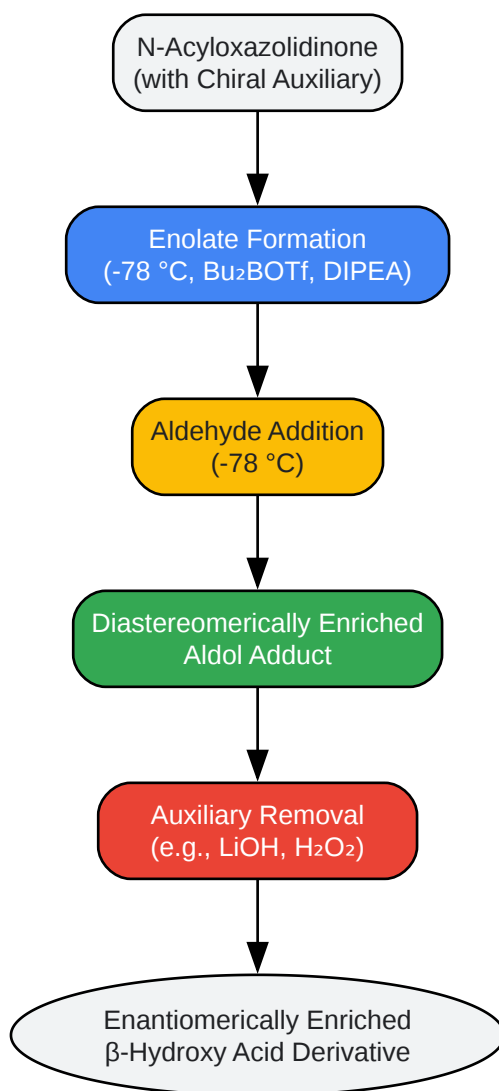 N-Acyloxazolidinone
(with Chiral Auxiliary)
Enolate Formation
(-78 °C, Bu₂BOTf, DIPEA)
Aldehyde Addition
(-78 °C)
Diastereomerically Enriched
Aldol Adduct
Auxiliary Removal
(e.g., LiOH, H₂O₂)
Enantiomerically Enriched
β-Hydroxy Acid Derivative